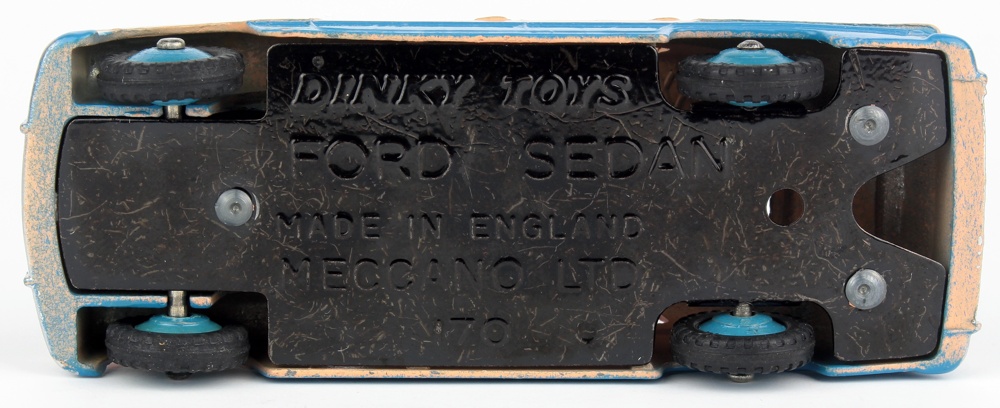 DINKY TOYS
FORD SEDAN
MADE IN ENGLAND
MECCANO LTD
170